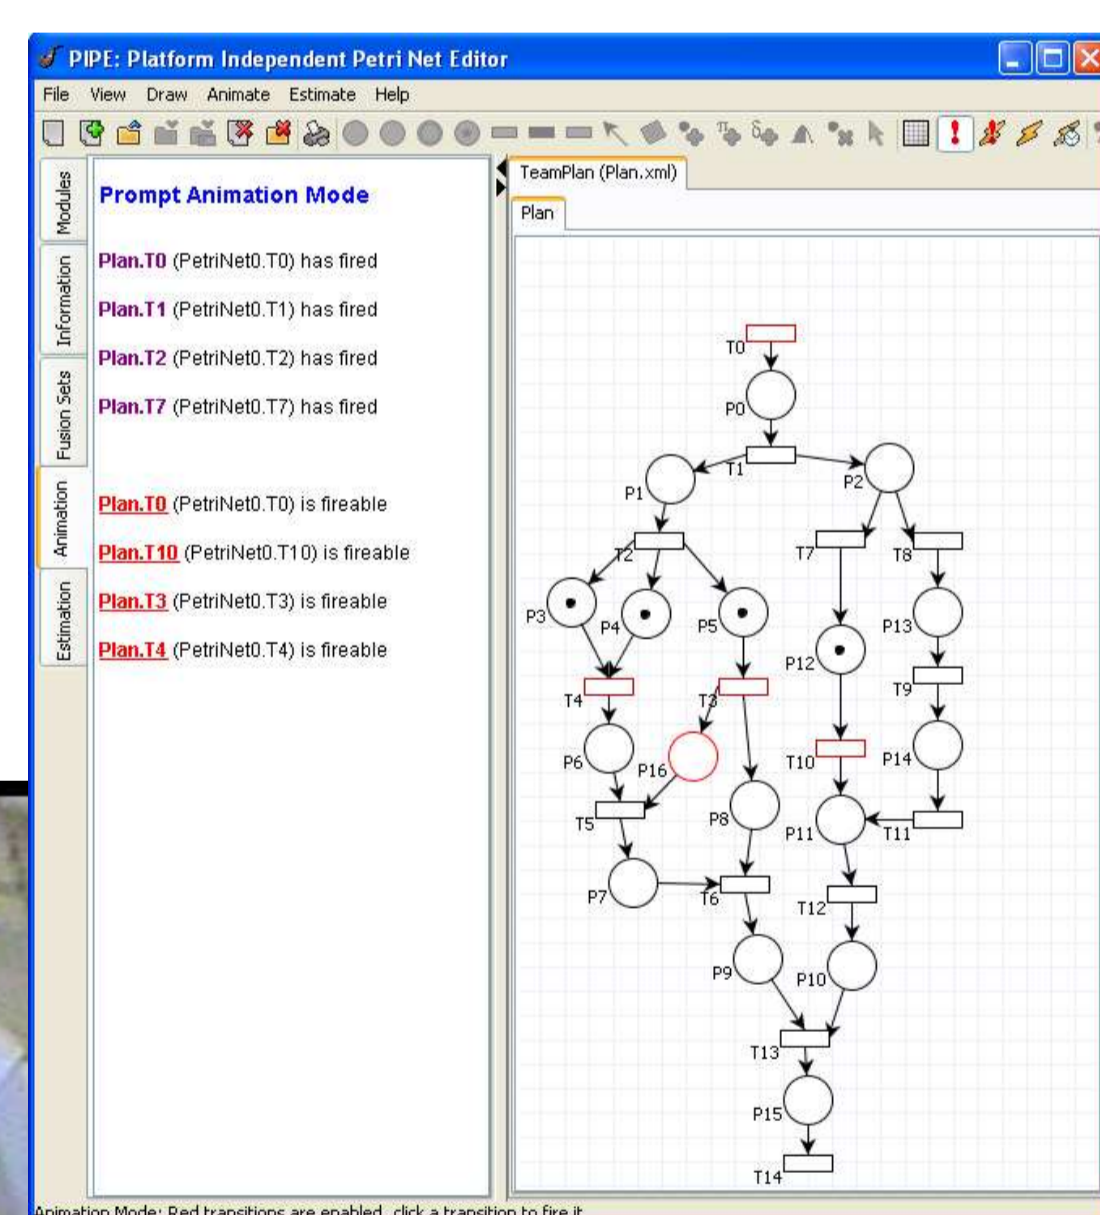 PIPE: Platform Independent Petri Net Editor
File View Draw Animate Estimate Help
Modules
Information
Fusion Sets
Animation
Estimation
Prompt Animation Mode
Plan.T0 (PetriNet0.T0) has fired
Plan.T1 (PetriNet0.T1) has fired
Plan.T2 (PetriNet0.T2) has fired
Plan.T7 (PetriNet0.T7) has fired
Plan.T0 (PetriNet0.T0) is fireable
Plan.T10 (PetriNet0.T10) is fireable
Plan.T3 (PetriNet0.T3) is fireable
Plan.T4 (PetriNet0.T4) is fireable
TeamPlan (Plan.xml)
Plan
T0
P0
T1
P1
P2
T2
T7
T8
P3
P4
P5
P13
P12
T4
T3
T9
P6
P16
T10
P14
T5
P8
P11
T11
P7
T6
T12
P9
P10
T13
P15
T14
Animation Mode: Red transitions are enabled, click a transition to fire it